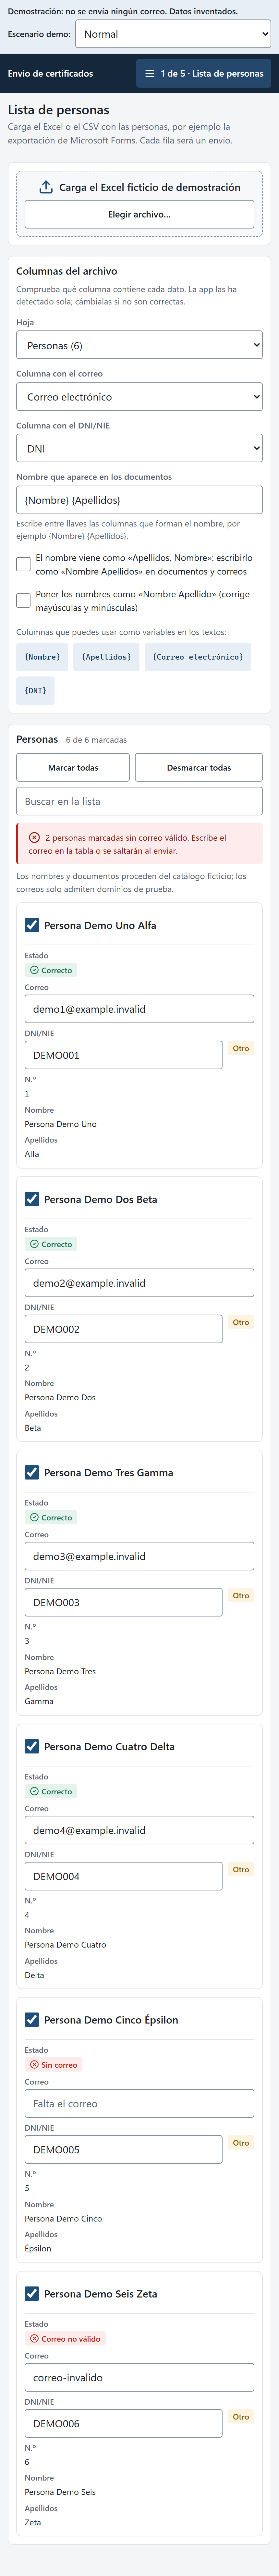 Demostración: no se envía ningún correo. Datos inventados.
Escenario demo: Normal
Envío de certificados
1 de 5 · Lista de personas
Lista de personas
Carga el Excel o el CSV con las personas, por ejemplo la
exportación de Microsoft Forms. Cada fila será un envío.
Carga el Excel ficticio de demostración
Elegir archivo...
Columnas del archivo
Comprueba qué columna contiene cada dato. La app las ha
detectado sola; cámbialas si no son correctas.
Hoja
Personas (6)
Columna con el correo
Correo electrónico
Columna con el DNI/NIE
DNI
Nombre que aparece en los documentos
{Nombre} {Apellidos}
Escribe entre llaves las columnas que forman el nombre, por
ejemplo {Nombre} {Apellidos}.
El nombre viene como «Apellidos, Nombre»: escribirlo
como «Nombre Apellidos» en documentos y correos
Poner los nombres como «Nombre Apellido» (corrige
mayúsculas y minúsculas)
Columnas que puedes usar como variables en los textos:
{Nombre} {Apellidos} {Correo electrónico}
{DNI}
Personas 6 de 6 marcadas
Marcar todas
Desmarcar todas
Buscar en la lista
2 personas marcadas sin correo válido. Escribe el
correo en la tabla o se saltarán al enviar.
Los nombres y documentos proceden del catálogo ficticio; los
correos solo admiten dominios de prueba.
Persona Demo Uno Alfa
Estado
Correcto
Correo
demo1@example.invalid
DNI/NIE
DEMO001 Otro
N.º
1
Nombre
Persona Demo Uno
Apellidos
Alfa
Persona Demo Dos Beta
Estado
Correcto
Correo
demo2@example.invalid
DNI/NIE
DEMO002 Otro
N.º
2
Nombre
Persona Demo Dos
Apellidos
Beta
Persona Demo Tres Gamma
Estado
Correcto
Correo
demo3@example.invalid
DNI/NIE
DEMO003 Otro
N.º
3
Nombre
Persona Demo Tres
Apellidos
Gamma
Persona Demo Cuatro Delta
Estado
Correcto
Correo
demo4@example.invalid
DNI/NIE
DEMO004 Otro
N.º
4
Nombre
Persona Demo Cuatro
Apellidos
Delta
Persona Demo Cinco Épsilon
Estado
Sin correo
Correo
Falta el correo
DNI/NIE
DEMO005 Otro
N.º
5
Nombre
Persona Demo Cinco
Apellidos
Épsilon
Persona Demo Seis Zeta
Estado
Correo no válido
Correo
correo-invalido
DNI/NIE
DEMO006 Otro
N.º
6
Nombre
Persona Demo Seis
Apellidos
Zeta